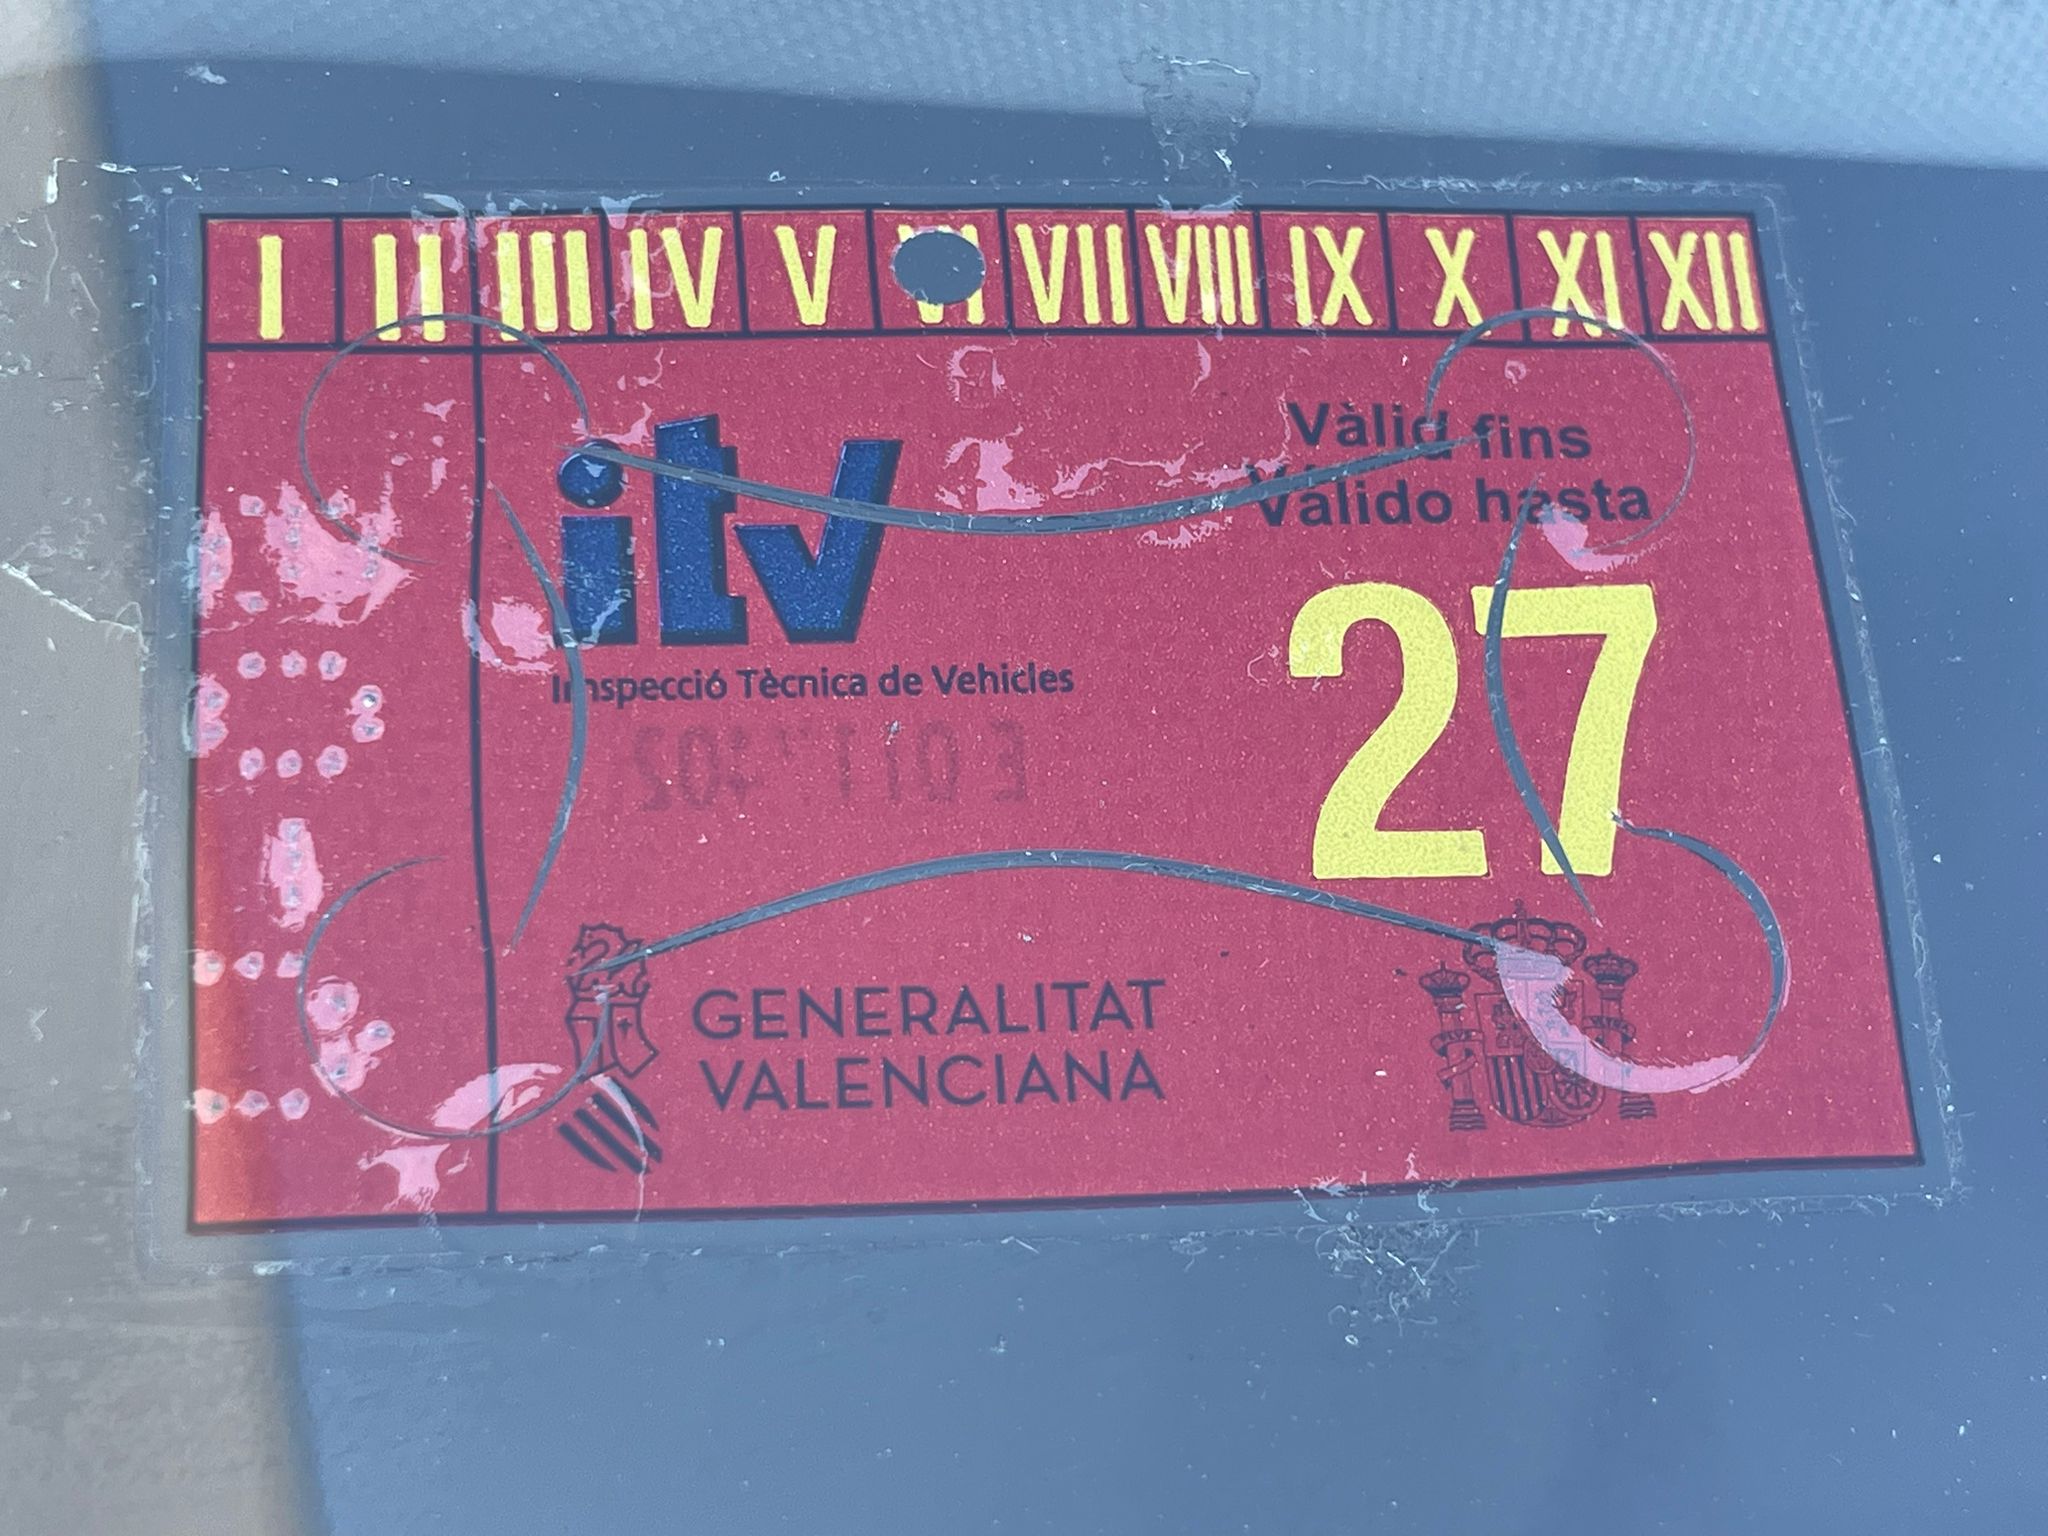 I II III IV V VI VII VIII IX X XI XII
itv
Inspecció Tècnica de Vehicles
Vàlid fins
Válido hasta
27
GENERALITAT
VALENCIANA